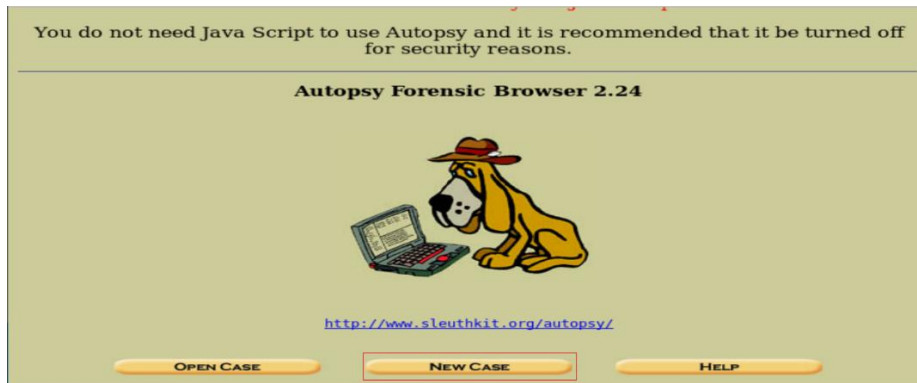 You do not need Java Script to use Autopsy and it is recommended that it be turned off
for security reasons.
Autopsy Forensic Browser 2.24
http://www.sleuthkit.org/autopsy/
OPEN CASE
NEW CASE
HELP